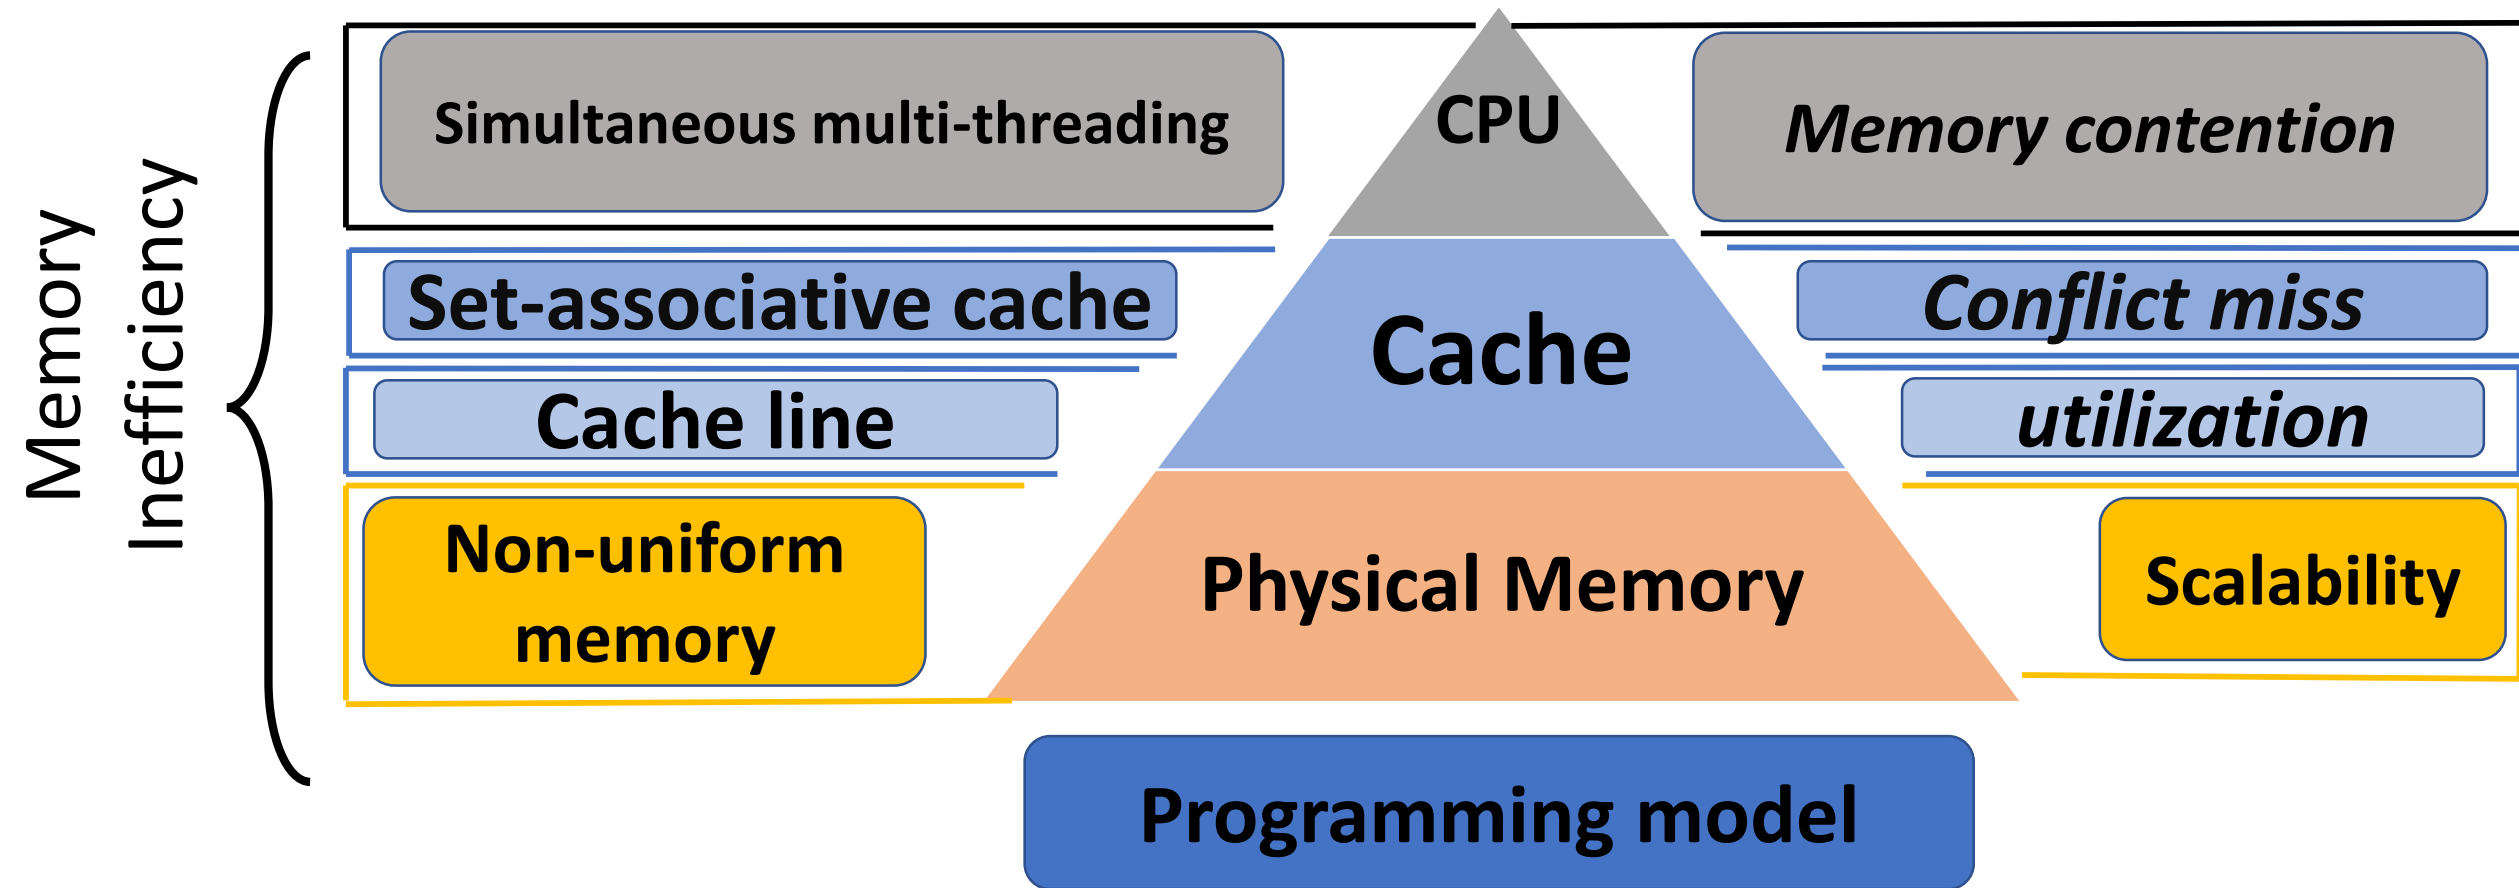 Memory
Inefficiency
Simultaneous multi-threading
CPU
Memory contention
Set-associative cache
Cache
Conflict miss
Cache line
utilization
Non-uniform
memory
Physical Memory
Scalability
Programming model